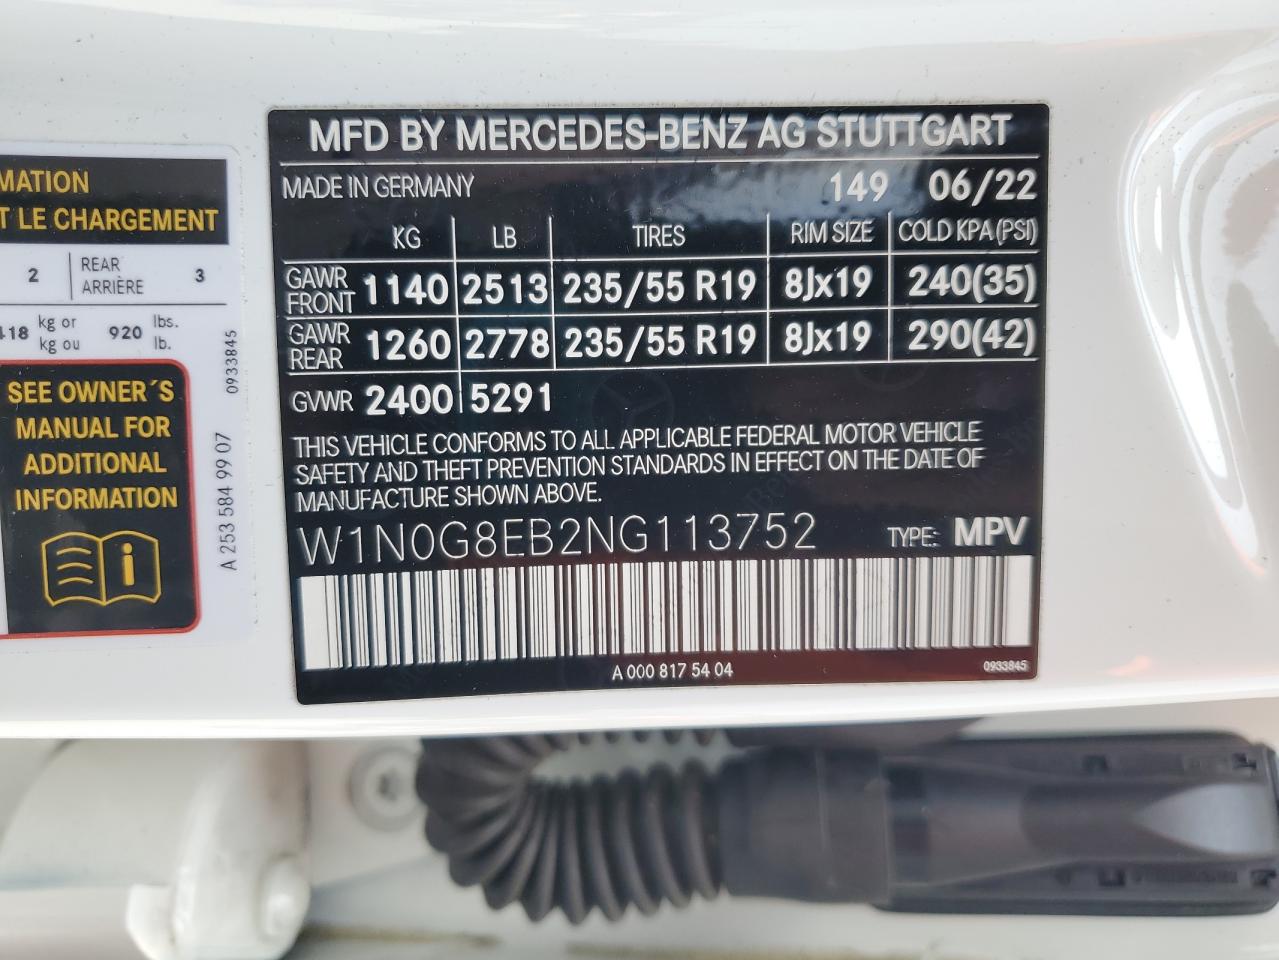 MATION
T LE CHARGEMENT
2 REAR ARRIÈRE 3
418 kg or kg ou 920 lbs. lb.
0933845
SEE OWNER´S
MANUAL FOR
ADDITIONAL
INFORMATION
A 253 584 99 07
MFD BY MERCEDES-BENZ AG STUTTGART
MADE IN GERMANY 149 06/22
KG LB TIRES RIM SIZE COLD KPA(PSI)
GAWR FRONT 1140 2513 235/55 R19 8Jx19 240(35)
GAWR REAR 1260 2778 235/55 R19 8Jx19 290(42)
GVWR 2400 5291
THIS VEHICLE CONFORMS TO ALL APPLICABLE FEDERAL MOTOR VEHICLE
SAFETY AND THEFT PREVENTION STANDARDS IN EFFECT ON THE DATE OF
MANUFACTURE SHOWN ABOVE.
W1N0G8EB2NG113752 TYPE: MPV
A 000 817 54 04 0933845